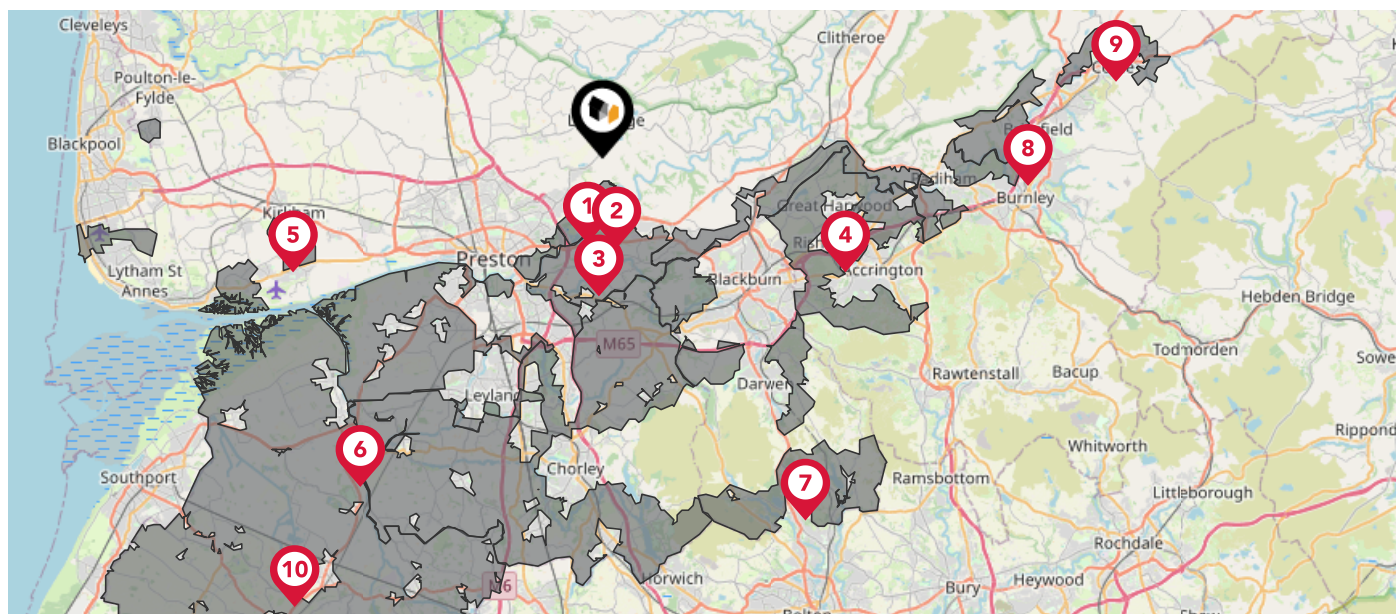 Cleveleys
Clitheroe
9
Poulton-le-
Fylde
Blackpool
8
Burnley
Kirkham
5
1
2
Great Harwood
4
Preston
3
Lytham St
Annes
Blackburn
Accrington
Hebden Bridge
M65
Todmorden
Darwen
Rawtenstall
Bacup
Leyland
6
Whitworth
Southport
Chorley
7
Ramsbottom
Littleborough
Rochdale
10
M6
Horwich
Bury
Heywood